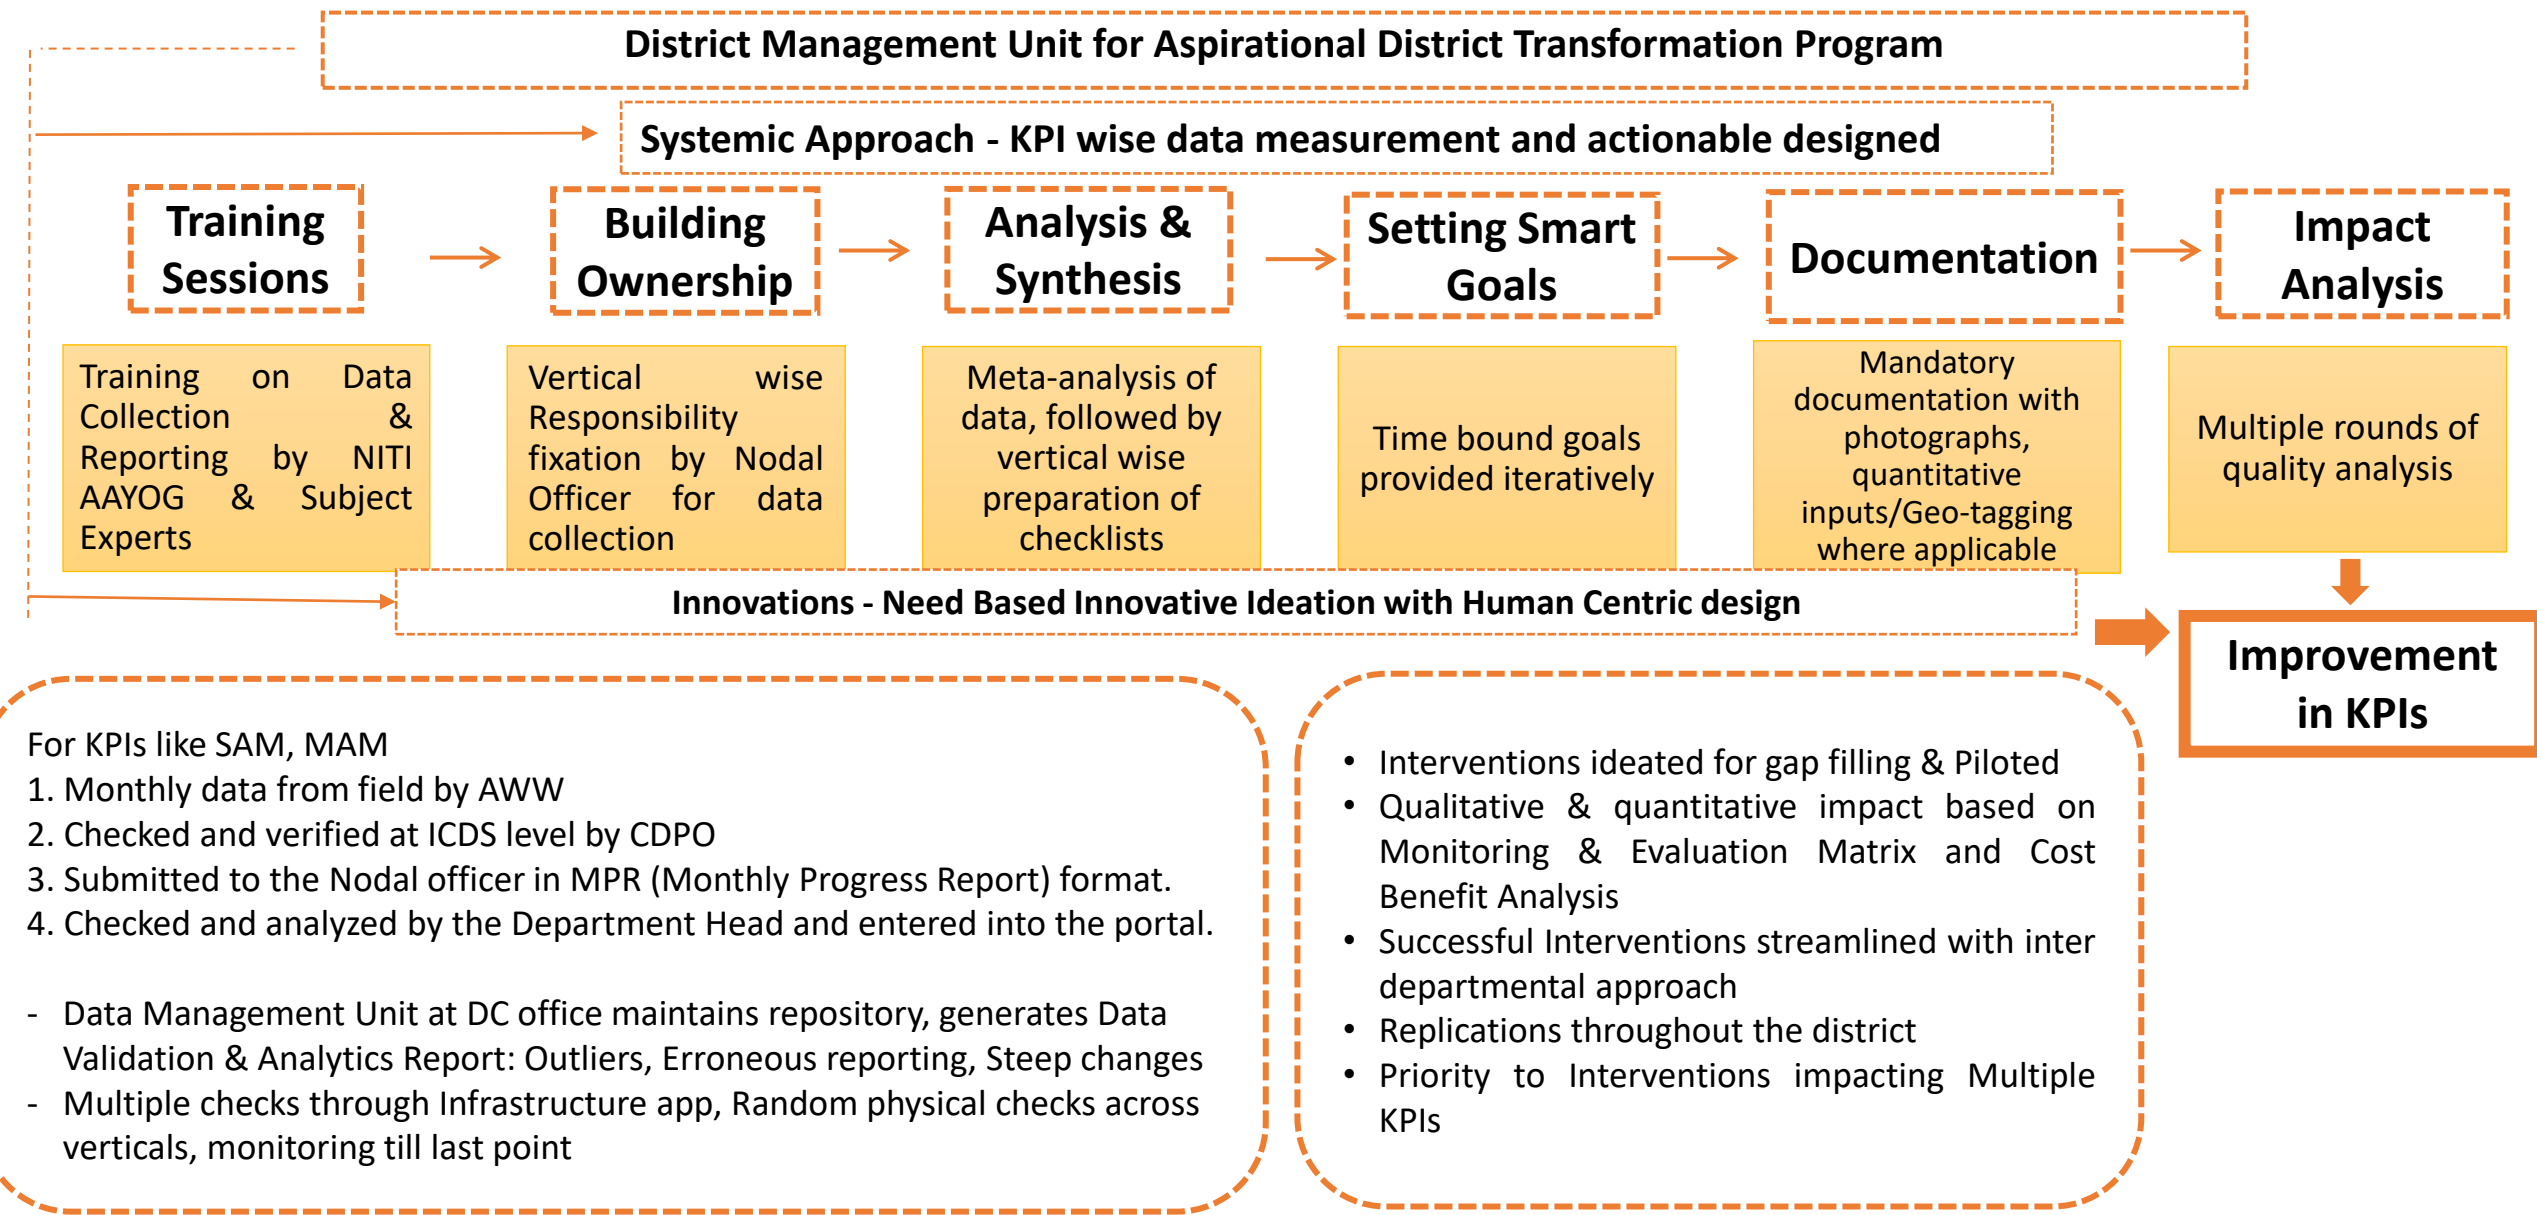 District Management Unit for Aspirational District Transformation Program
Systemic Approach - KPI wise data measurement and actionable designed
Training
Sessions
Building
Ownership
Analysis &
Synthesis
Setting Smart
Goals
Documentation
Impact
Analysis
Training on Data
Collection &
Reporting by NITI
AAYOG & Subject
Experts
Vertical wise
Responsibility
fixation by Nodal
Officer for data
collection
Meta-analysis of
data, followed by
vertical wise
preparation of
checklists
Time bound goals
provided iteratively
Mandatory
documentation with
photographs,
quantitative
inputs/Geo-tagging
where applicable
Multiple rounds of
quality analysis
Innovations - Need Based Innovative Ideation with Human Centric design
Improvement
in KPIs
For KPIs like SAM, MAM
1. Monthly data from field by AWW
2. Checked and verified at ICDS level by CDPO
3. Submitted to the Nodal officer in MPR (Monthly Progress Report) format.
4. Checked and analyzed by the Department Head and entered into the portal.
- Data Management Unit at DC office maintains repository, generates Data
Validation & Analytics Report: Outliers, Erroneous reporting, Steep changes
- Multiple checks through Infrastructure app, Random physical checks across
verticals, monitoring till last point
• Interventions ideated for gap filling & Piloted
• Qualitative & quantitative impact based on
Monitoring & Evaluation Matrix and Cost
Benefit Analysis
• Successful Interventions streamlined with inter
departmental approach
• Replications throughout the district
• Priority to Interventions impacting Multiple
KPIs